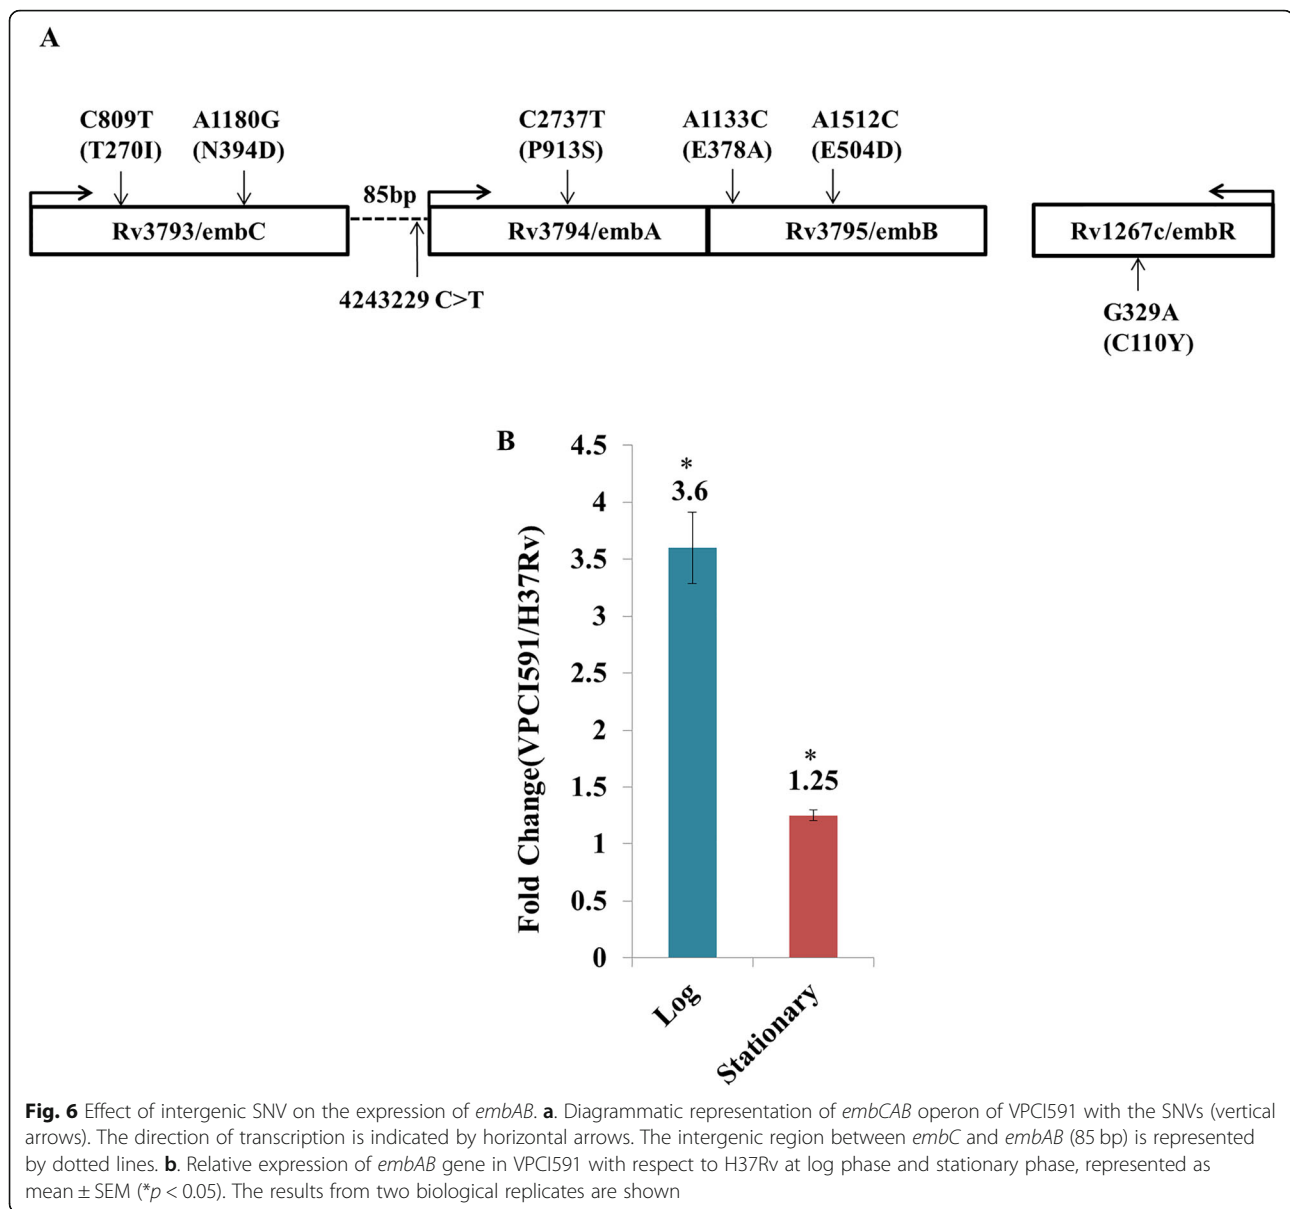 A
C809T A1180G C2737T A1133C A1512C
(T270I) (N394D) (P913S) (E378A) (E504D)
85bp
Rv3793/embC Rv3794/embA Rv3795/embB Rv1267c/embR
4243229 C>T
G329A
(C110Y)
B
Fold Change(VPCI591/H37Rv)
4.5
4
3.5
3
2.5
2
1.5
1
0.5
0
*
3.6
*
1.25
Log
Stationary
Fig. 6 Effect of intergenic SNV on the expression of embAB. a. Diagrammatic representation of embCAB operon of VPCI591 with the SNVs (vertical
arrows). The direction of transcription is indicated by horizontal arrows. The intergenic region between embC and embAB (85 bp) is represented
by dotted lines. b. Relative expression of embAB gene in VPCI591 with respect to H37Rv at log phase and stationary phase, represented as
mean ± SEM (*p < 0.05). The results from two biological replicates are shown